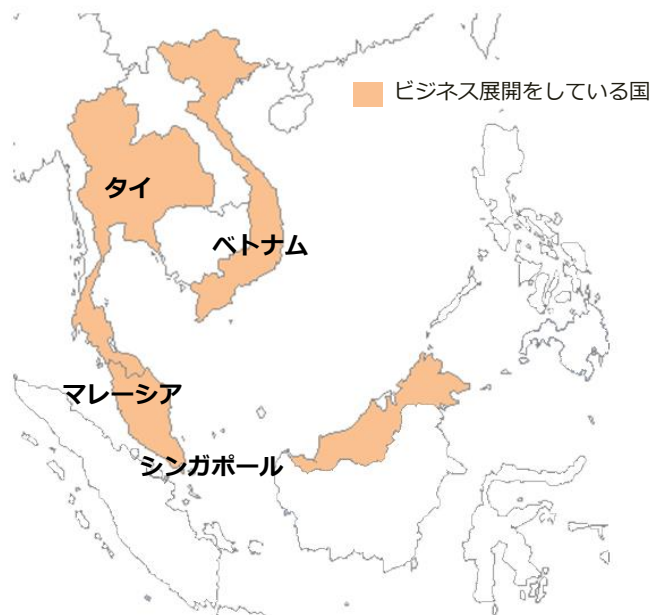 ビジネス展開をしている国
タイ
ベトナム
マレーシア
シンガポール